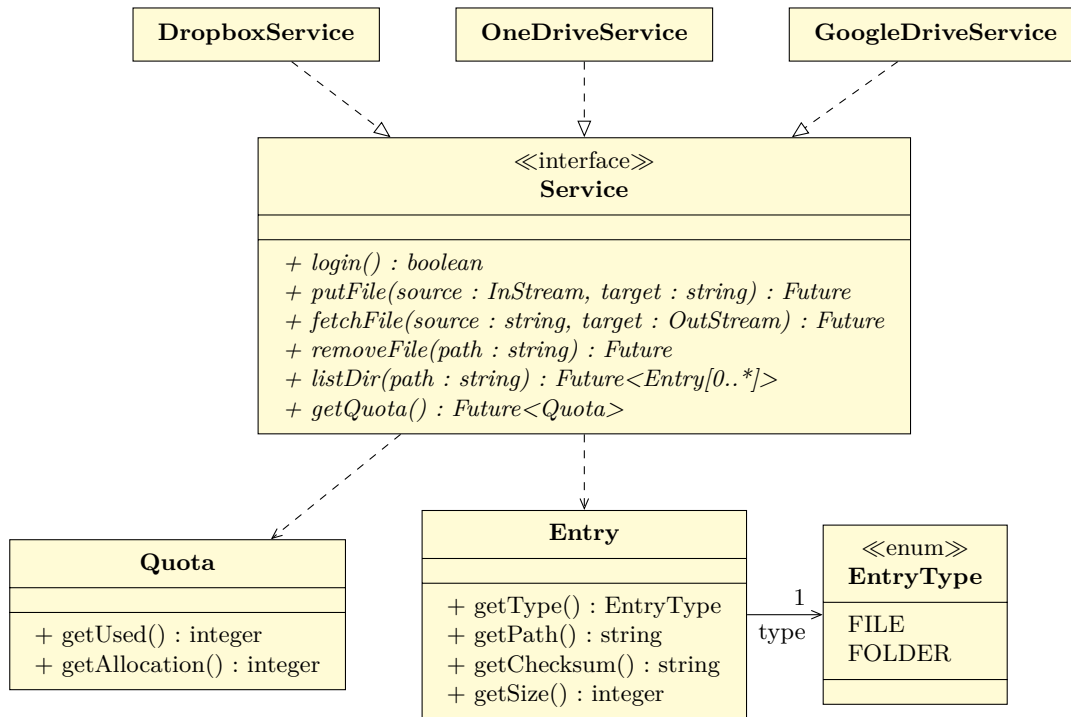 DropboxService
OneDriveService
GoogleDriveService
≪interface≫
Service
+ login() : boolean
+ putFile(source : InStream, target : string) : Future
+ fetchFile(source : string, target : OutStream) : Future
+ removeFile(path : string) : Future
+ listDir(path : string) : Future<Entry[0..*]>
+ getQuota() : Future<Quota>
Quota
+ getUsed() : integer
+ getAllocation() : integer
Entry
+ getType() : EntryType
+ getPath() : string
+ getChecksum() : string
+ getSize() : integer
1
type
≪enum≫
EntryType
FILE
FOLDER